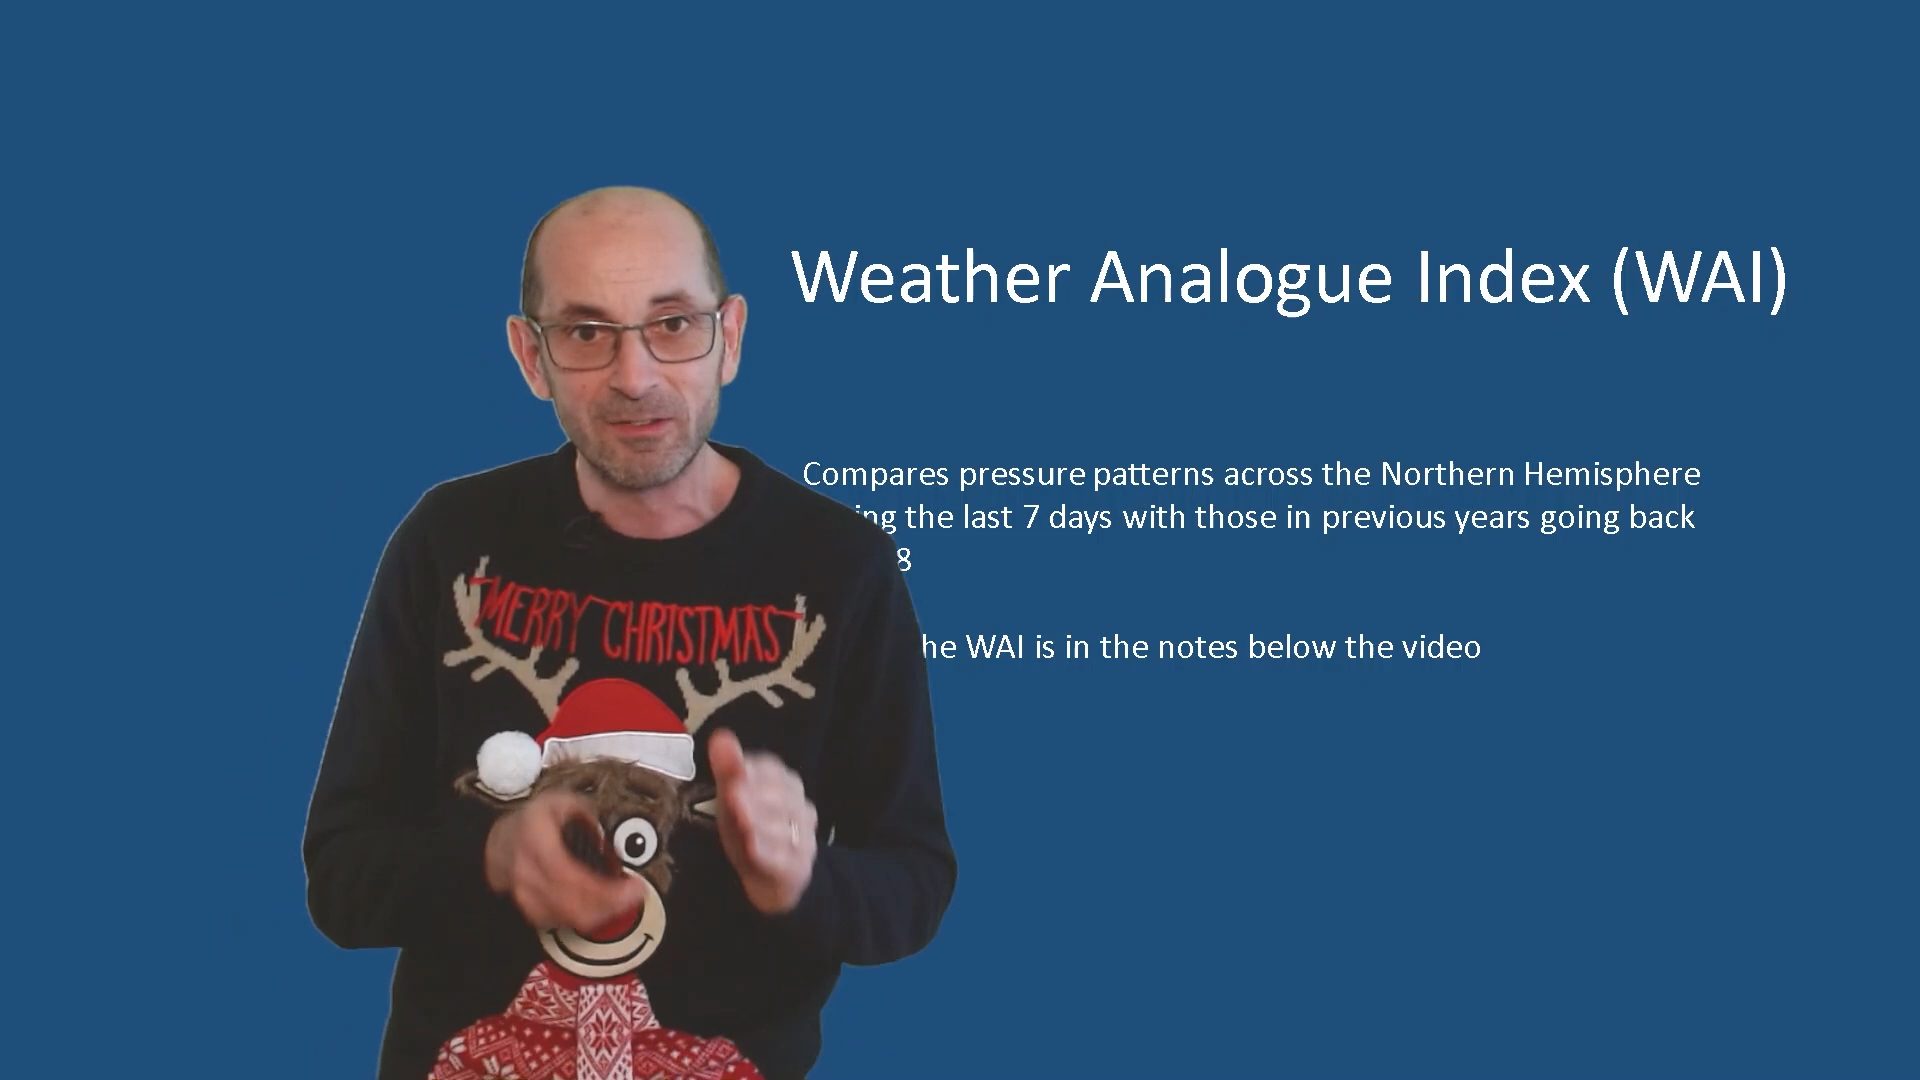 Weather Analogue Index (WAI)
Compares pressure patterns across the Northern Hemisphere
the last 7 days with those in previous years going back
WAI is in the notes below the video
MERRY CHRISTMAS